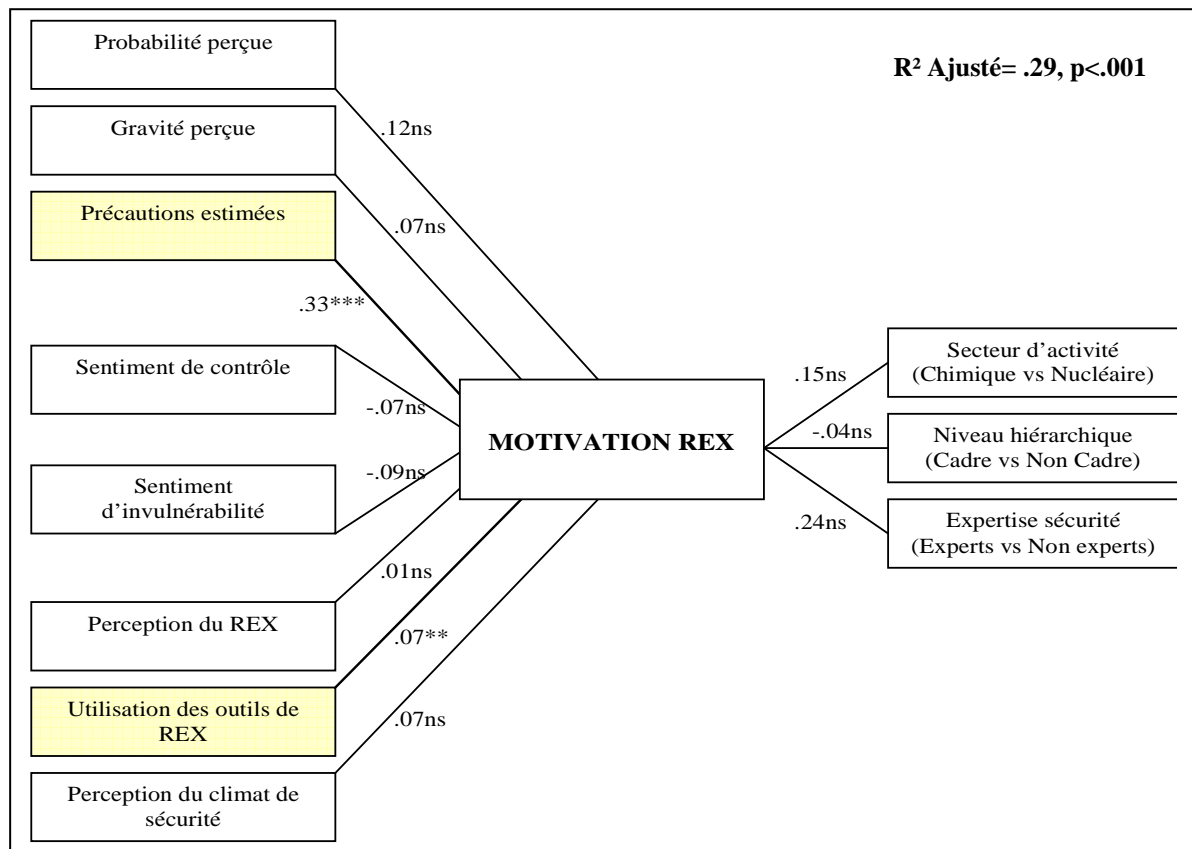 Probabilité perçue
R² Ajusté= .29, p<.001
.12ns
Gravité perçue
.07ns
Précautions estimées
.33***
Sentiment de contrôle
-.07ns
Sentiment
d’invulnérabilité
-.09ns
Perception du REX
.01ns
Utilisation des outils de
REX
.07**
Perception du climat de
sécurité
.07ns
MOTIVATION REX
.15ns
Secteur d’activité
(Chimique vs Nucléaire)
-.04ns
Niveau hiérarchique
(Cadre vs Non Cadre)
.24ns
Expertise sécurité
(Experts vs Non experts)